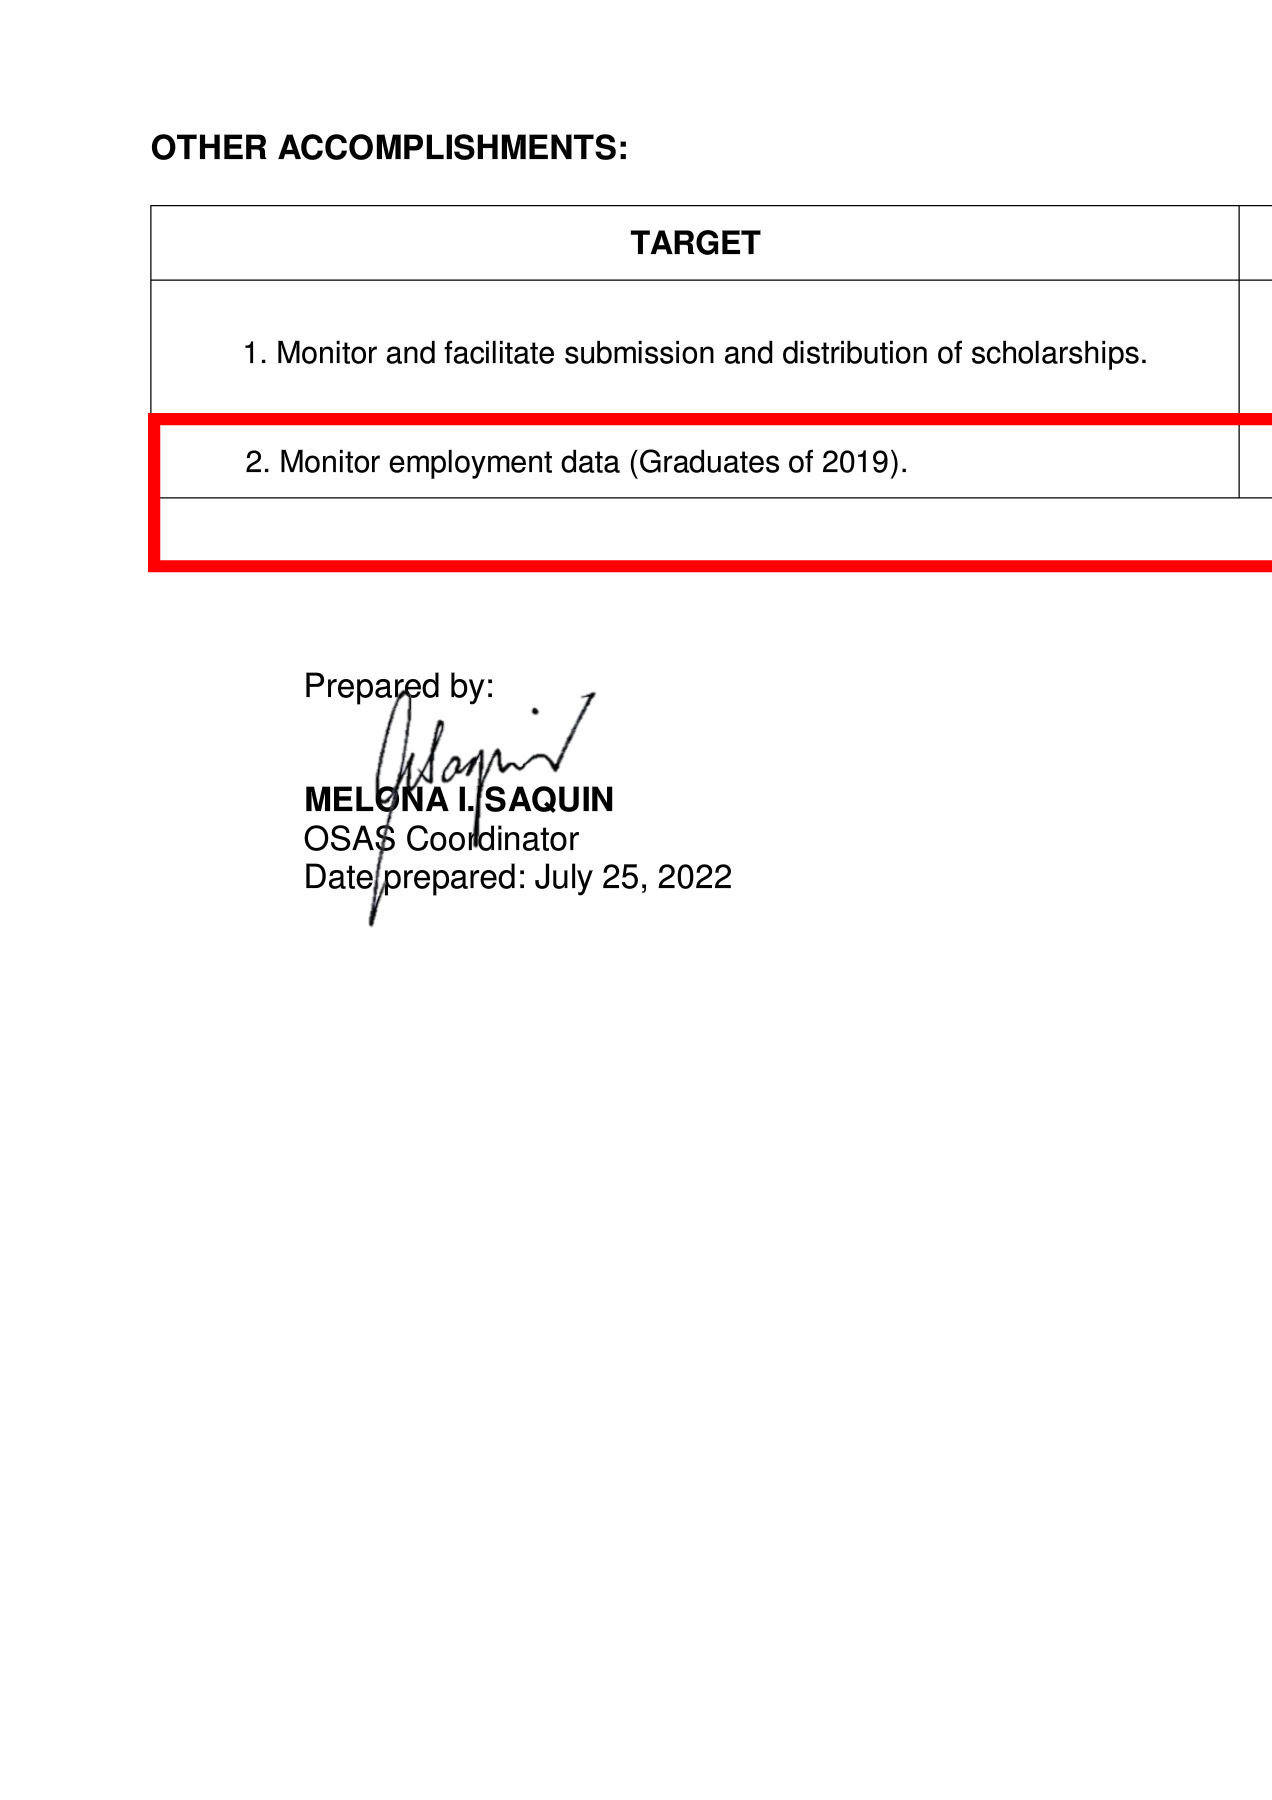 OTHER ACCOMPLISHMENTS:
TARGET
1. Monitor and facilitate submission and distribution of scholarships.
2. Monitor employment data (Graduates of 2019).
Prepared by:
MELONA I. SAQUIN
OSAS Coordinator
Date prepared: July 25, 2022